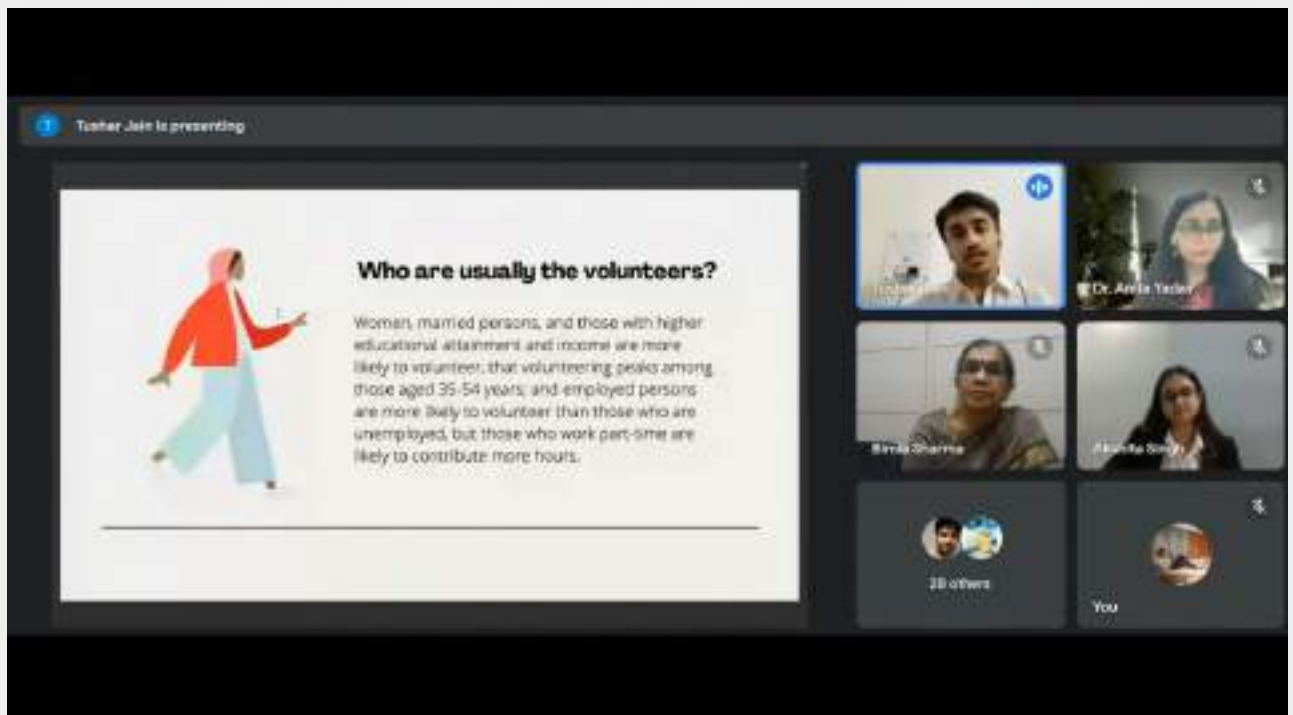 Tushar Jain is presenting
Who are usually the volunteers?
Women, married persons, and those with higher
educational attainment and income are more
likely to volunteer, that volunteering peaks among
those aged 35-54 years; and employed persons
are more likely to volunteer than those who are
unemployed, but those who work part-time are
likely to contribute more hours.
Dr. Anita Yadav
Bimla Sharma
Singh
28 others
You